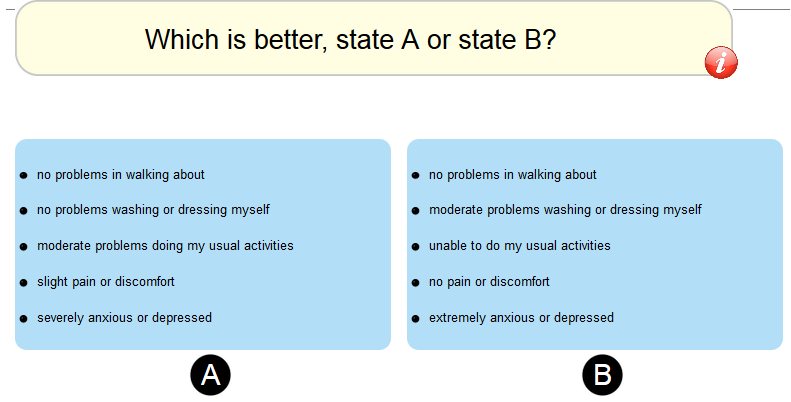 Which is better, state A or state B?
i
no problems in walking about
no problems washing or dressing myself
moderate problems doing my usual activities
slight pain or discomfort
severely anxious or depressed
A
no problems in walking about
moderate problems washing or dressing myself
unable to do my usual activities
no pain or discomfort
extremely anxious or depressed
B